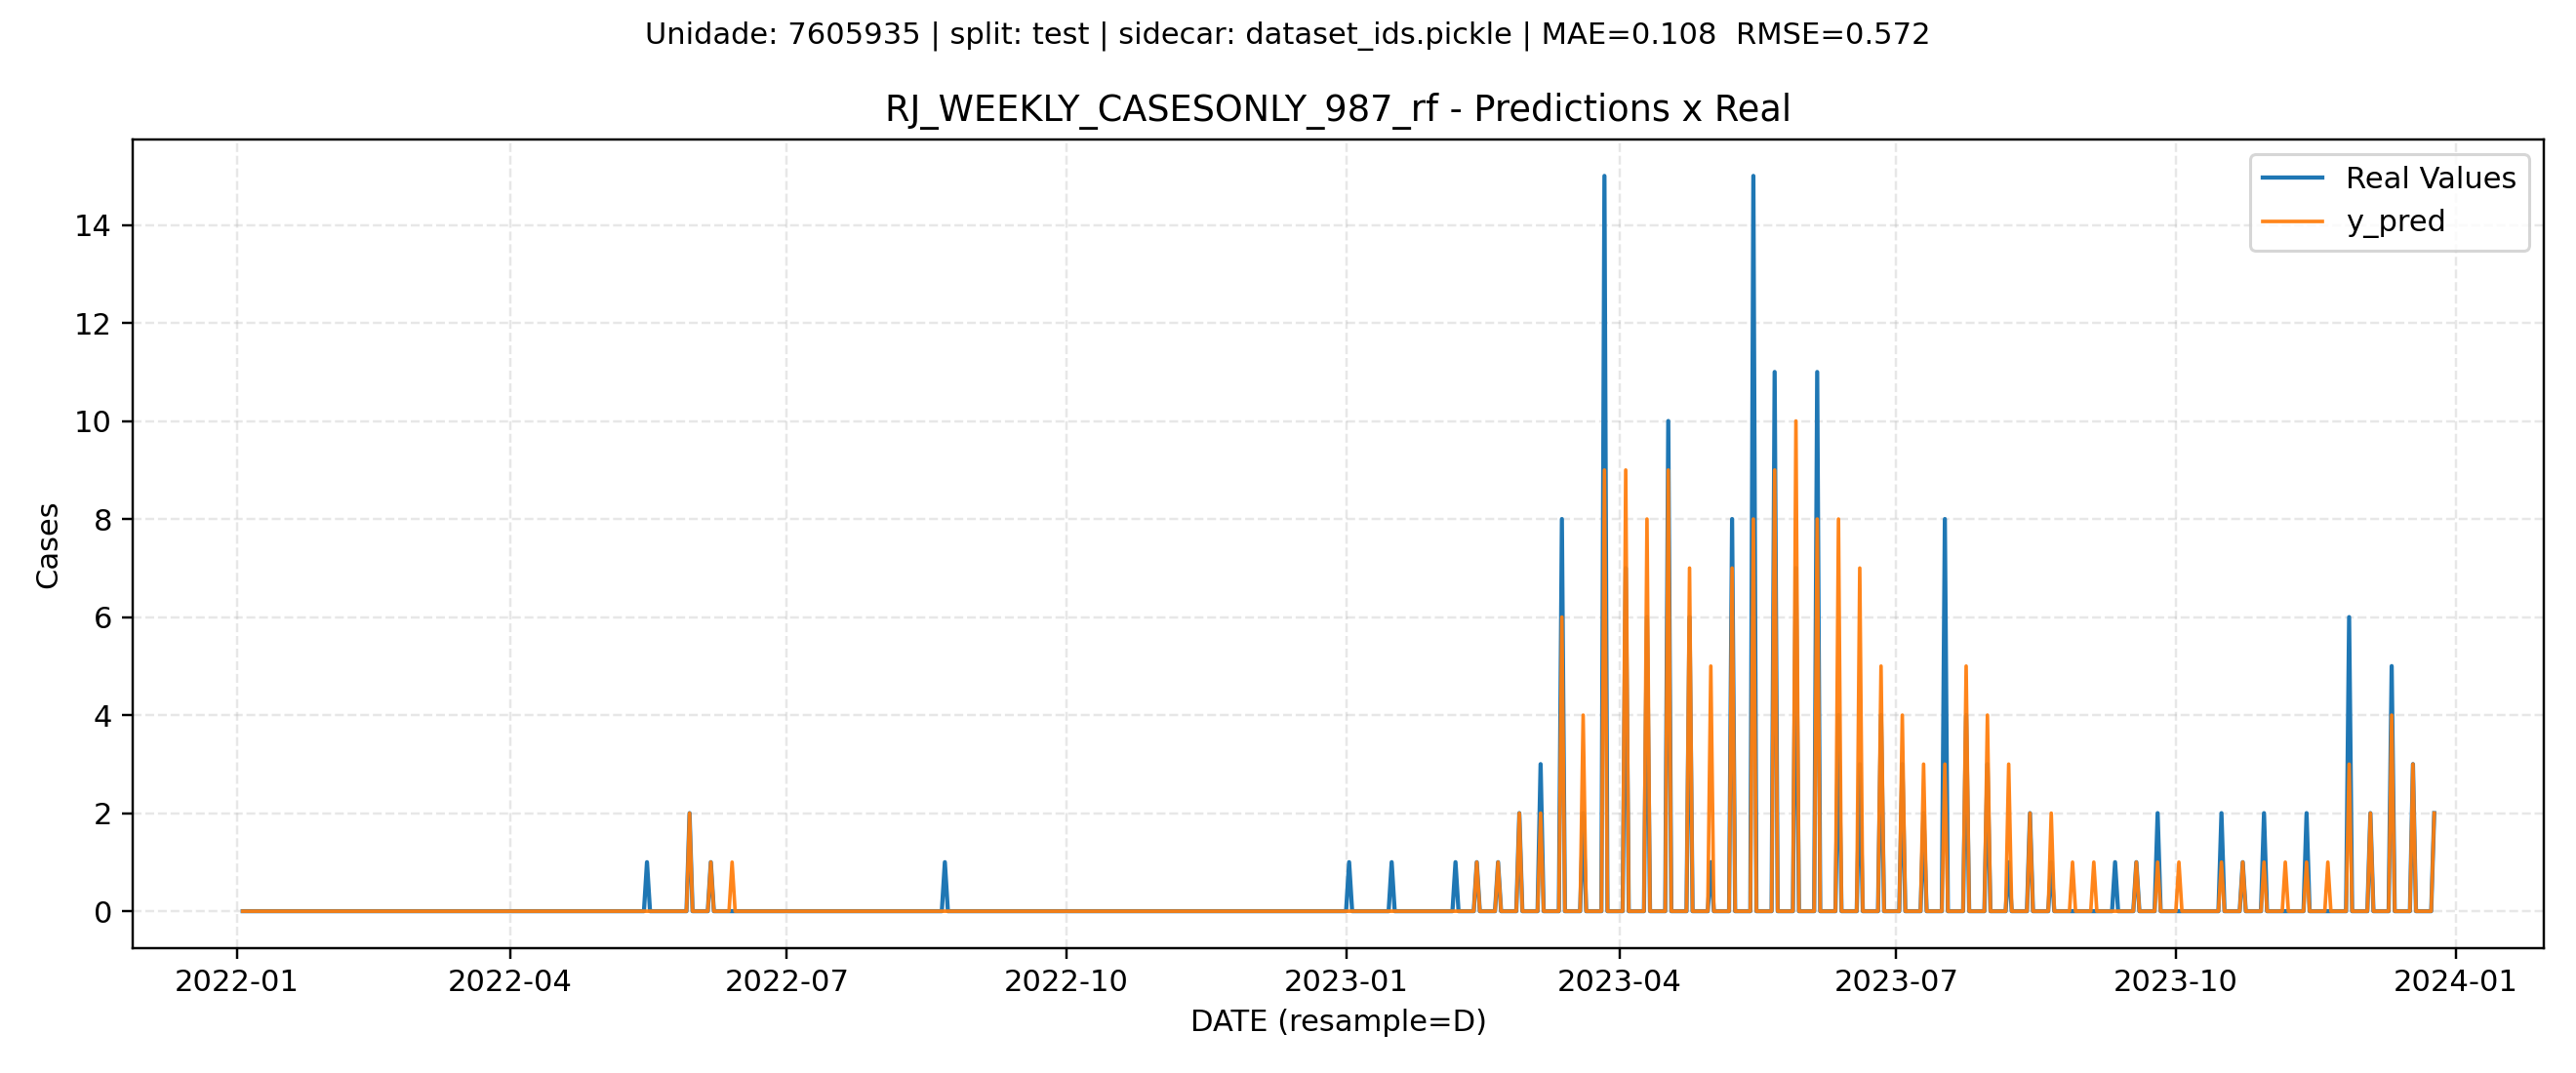 Unidade: 7605935 | split: test | sidecar: dataset_ids.pickle | MAE=0.108  RMSE=0.572
RJ_WEEKLY_CASESONLY_987_rf - Predictions x Real
Real Values
y_pred
14
12
10
8
6
4
2
0
Cases
2022-01
2022-04
2022-07
2022-10
2023-01
2023-04
2023-07
2023-10
2024-01
DATE (resample=D)